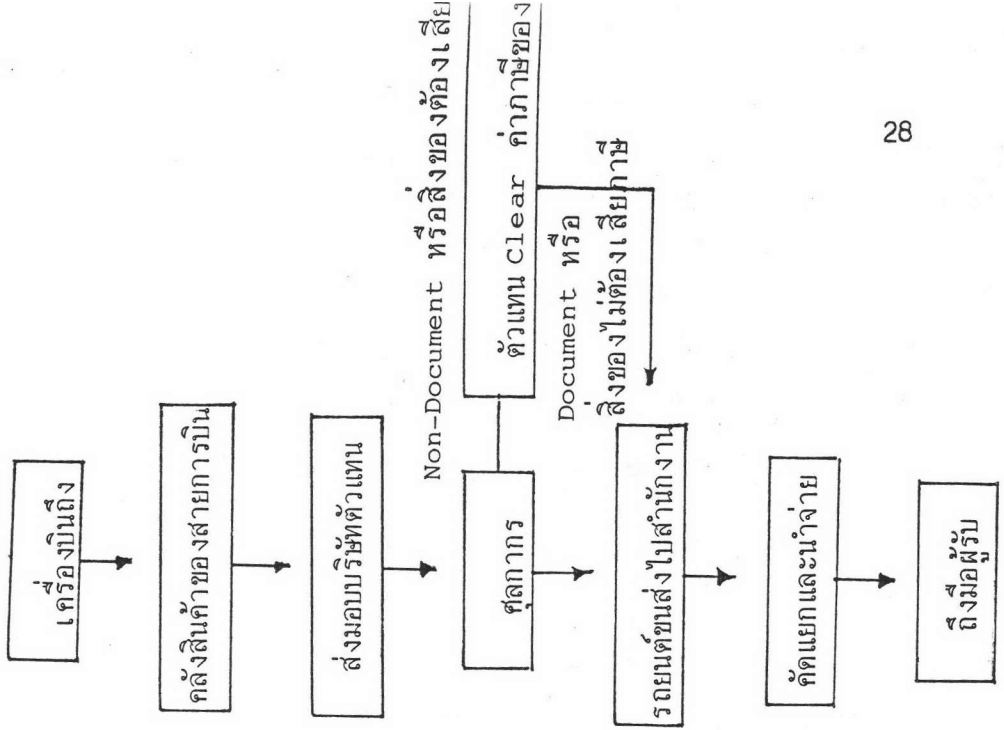 28
เครื่องบินถึง
คลังสินค้าของสายการบิน
ส่งมอบบริษัทตัวแทน
Non-Document หรือสิ่งของต้องเสีย
ศุลกากร
ตัวแทน Clear ค่าภาษีของ
Document หรือ
สิ่งของไม่ต้องเสียภาษี
รถยนต์ขนส่งไปสำนักงาน
คัดแยกและนำจ่าย
ถึงมือผู้รับ